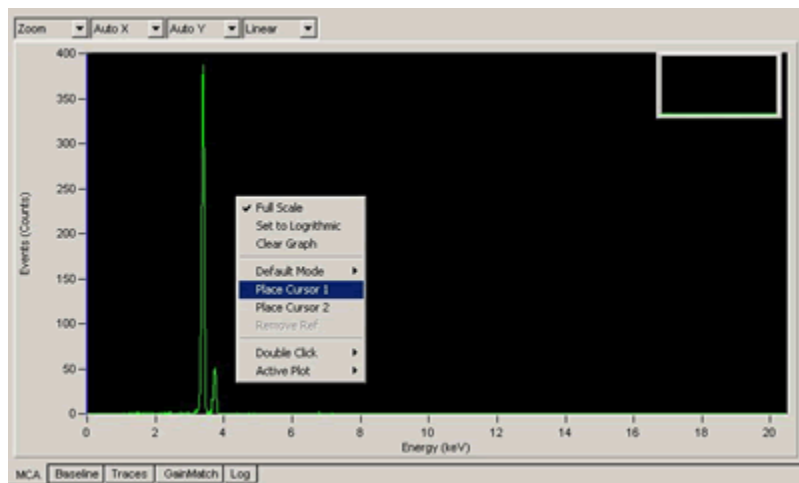 Zoom Auto X Auto Y Linear
400
350
300
250
200
150
100
50
0
Events (Counts)
Full Scale
Set to Logrithmic
Clear Graph
Default Mode
Place Cursor 1
Place Cursor 2
Remove Ref
Double Click
Active Plot
0 2 4 6 8 10 12 14 16 18 20
Energy (keV)
MCA Baseline Traces GainMatch Log